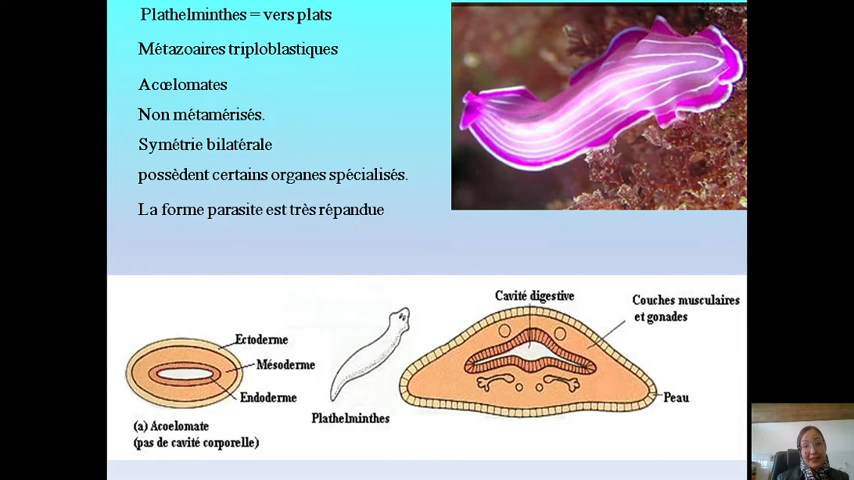 Plathelminthes = vers plats
Métazoaires triploblastiques
Acœlomates
Non métamérisés.
Symétrie bilatérale
possèdent certains organes spécialisés.
La forme parasite est très répandue
Cavité digestive
Couches musculaires
et gonades
Ectoderme
Mésoderme
Endoderme
Peau
Plathelminthes
(a) Acoelomate
(pas de cavité corporelle)